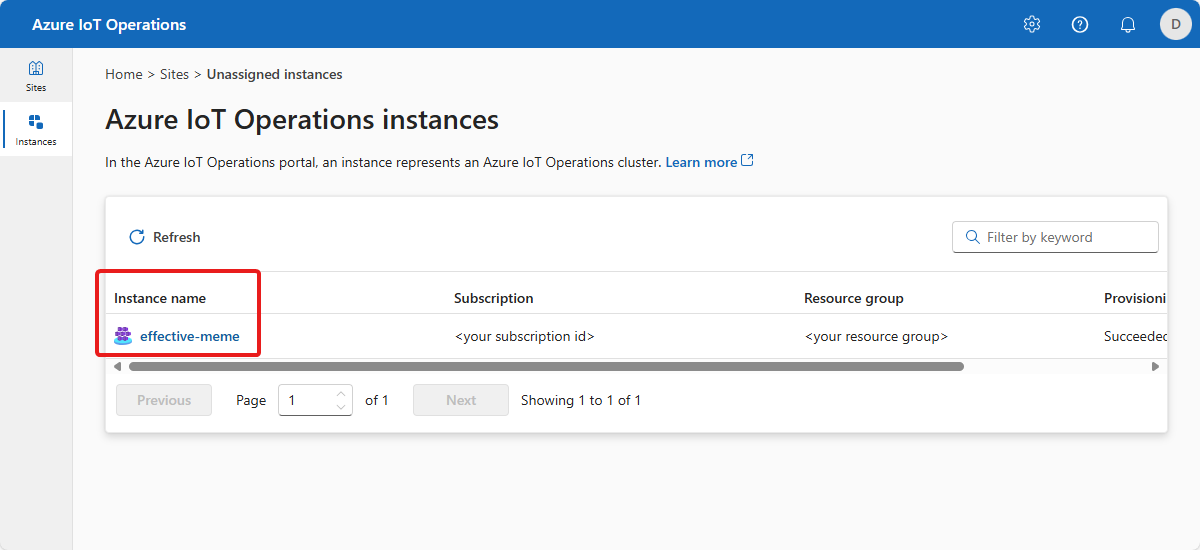 Azure IoT Operations
D
Sites
Instances
Home > Sites > Unassigned instances
Azure IoT Operations instances
In the Azure IoT Operations portal, an instance represents an Azure IoT Operations cluster. Learn more
Refresh
Filter by keyword
Instance name Subscription Resource group Provisioni
effective-meme <your subscription id> <your resource group> Succeeded
Previous Page 1 of 1 Next Showing 1 to 1 of 1